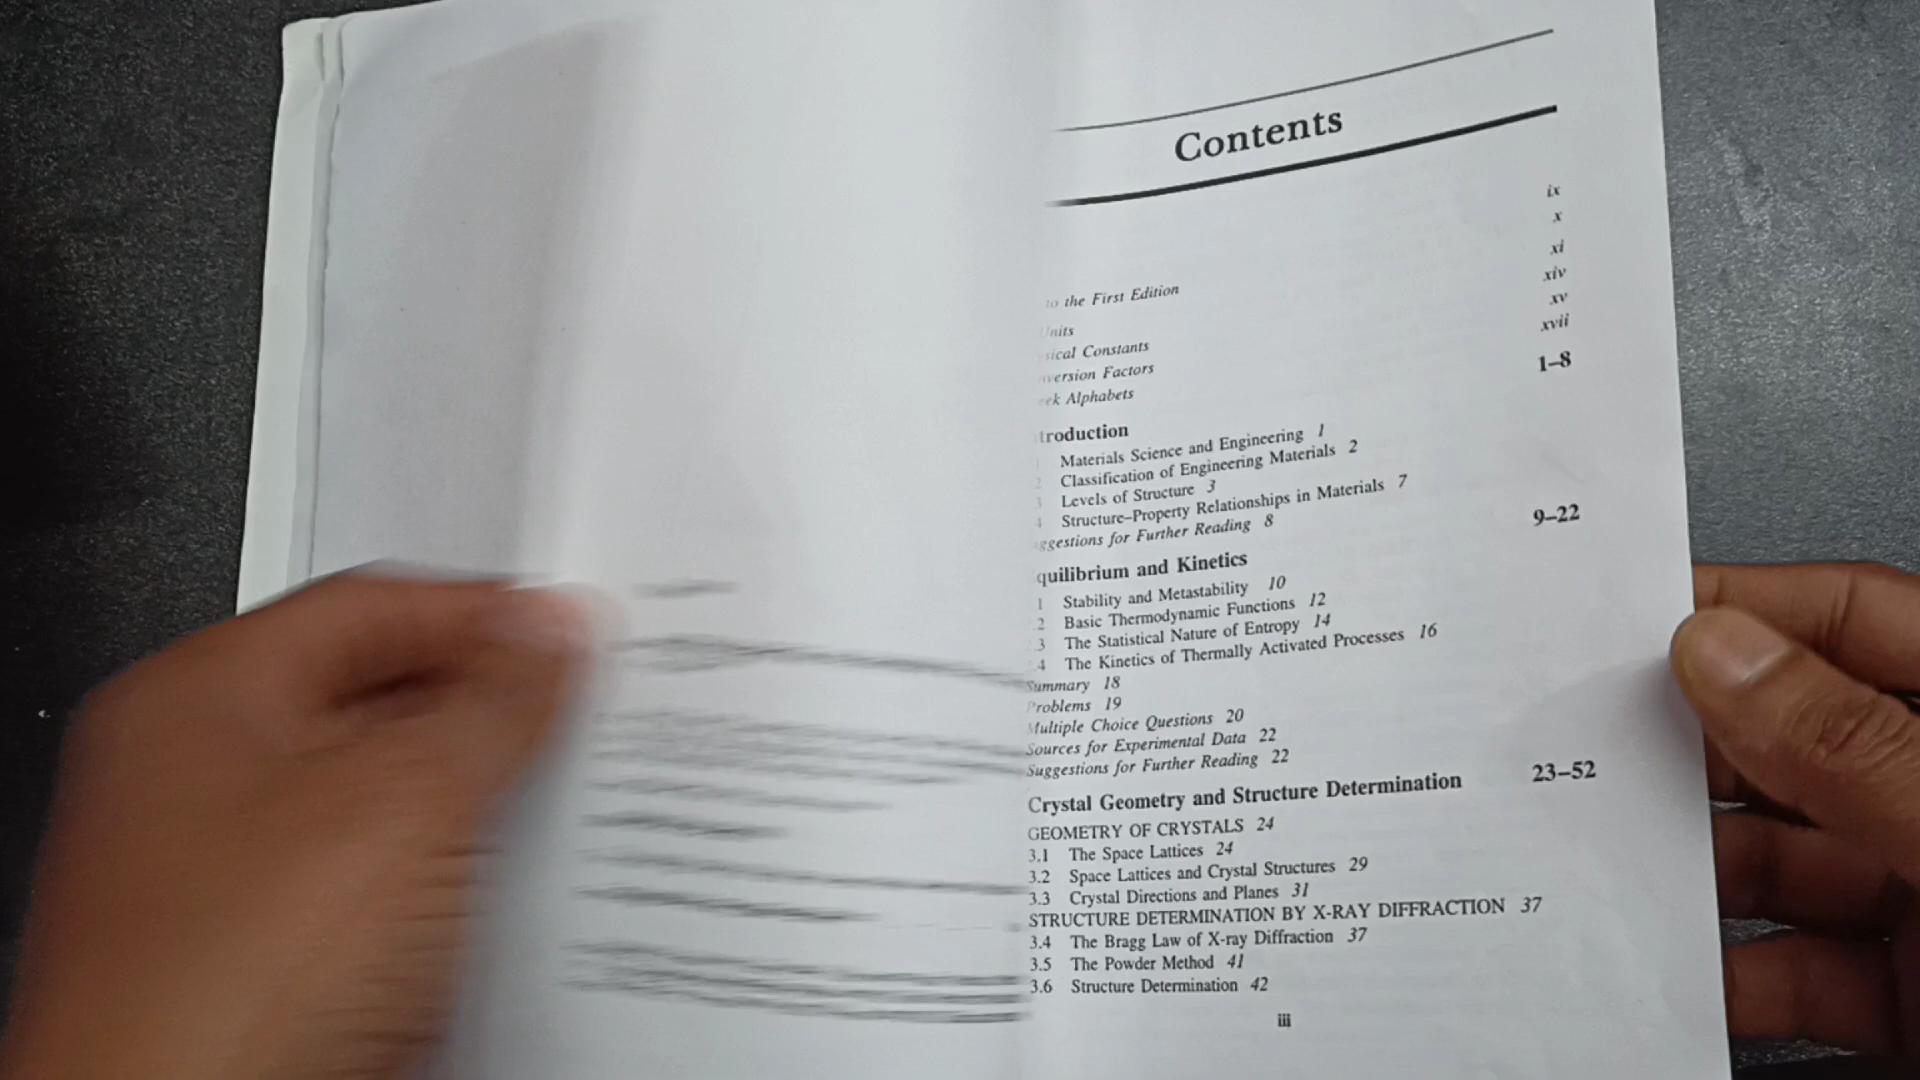 Contents
ix
x
to the First Edition xi
Units xiv
sical Constants xv
version Factors xvii
ek Alphabets
troduction 1–8
Materials Science and Engineering 1
2 Classification of Engineering Materials 2
3 Levels of Structure 3
4 Structure–Property Relationships in Materials 7
ggestions for Further Reading 8
quilibrium and Kinetics 9–22
1 Stability and Metastability 10
2 Basic Thermodynamic Functions 12
3 The Statistical Nature of Entropy 14
4 The Kinetics of Thermally Activated Processes 16
Summary 18
Problems 19
Multiple Choice Questions 20
Sources for Experimental Data 22
Suggestions for Further Reading 22
Crystal Geometry and Structure Determination 23–52
GEOMETRY OF CRYSTALS 24
3.1 The Space Lattices 24
3.2 Space Lattices and Crystal Structures 29
3.3 Crystal Directions and Planes 31
STRUCTURE DETERMINATION BY X-RAY DIFFRACTION 37
3.4 The Bragg Law of X-ray Diffraction 37
3.5 The Powder Method 41
3.6 Structure Determination 42
iii